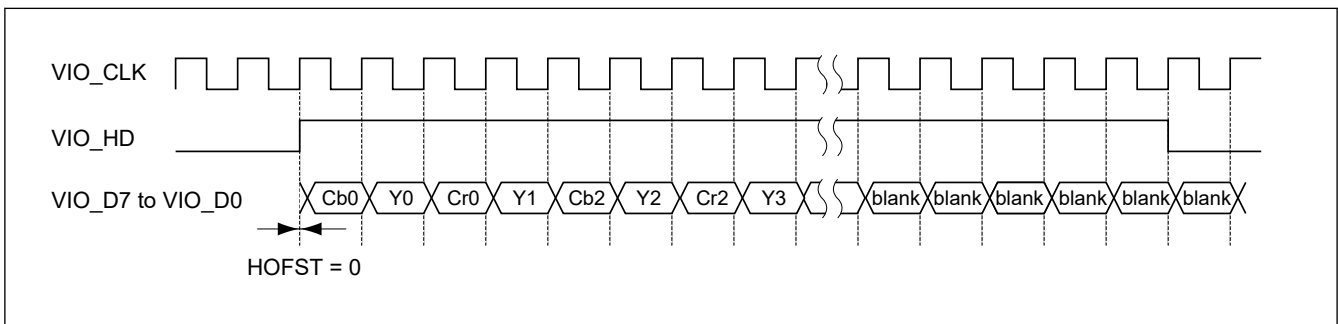 VIO_CLK
VIO_HD
VIO_D7 to VIO_D0 Cb0 Y0 Cr0 Y1 Cb2 Y2 Cr2 Y3 blank blank blank blank blank blank
HOFST = 0